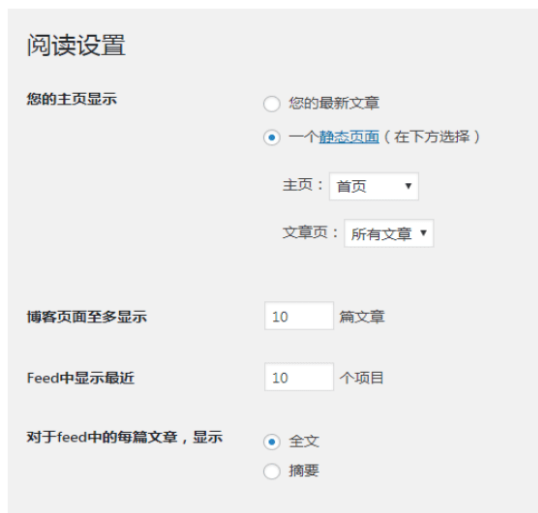 阅读设置
您的主页显示
您的最新文章
一个静态页面(在下方选择)
主页: 首页
文章页: 所有文章
博客页面至多显示 10 篇文章
Feed中显示最近 10 个项目
对于feed中的每篇文章,显示
全文
摘要